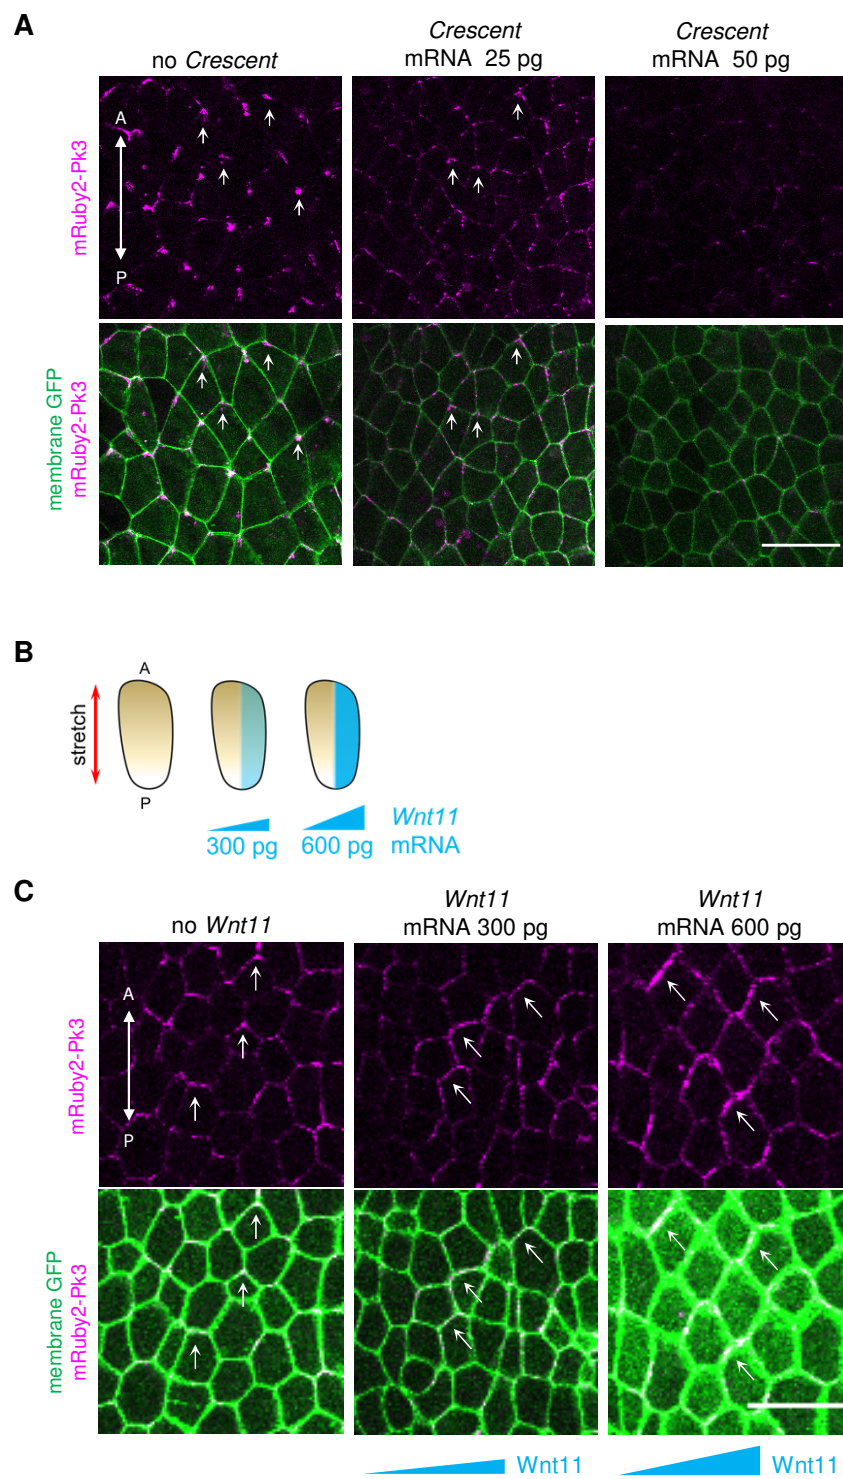 A
no Crescent
Crescent
mRNA 25 pg
Crescent
mRNA 50 pg
mRuby2-Pk3
A
P
membrane GFP
mRuby2-Pk3
B
stretch
A
P
300 pg
600 pg
Wnt11
mRNA
C
no Wnt11
Wnt11
mRNA 300 pg
Wnt11
mRNA 600 pg
mRuby2-Pk3
A
P
membrane GFP
mRuby2-Pk3
Wnt11
Wnt11